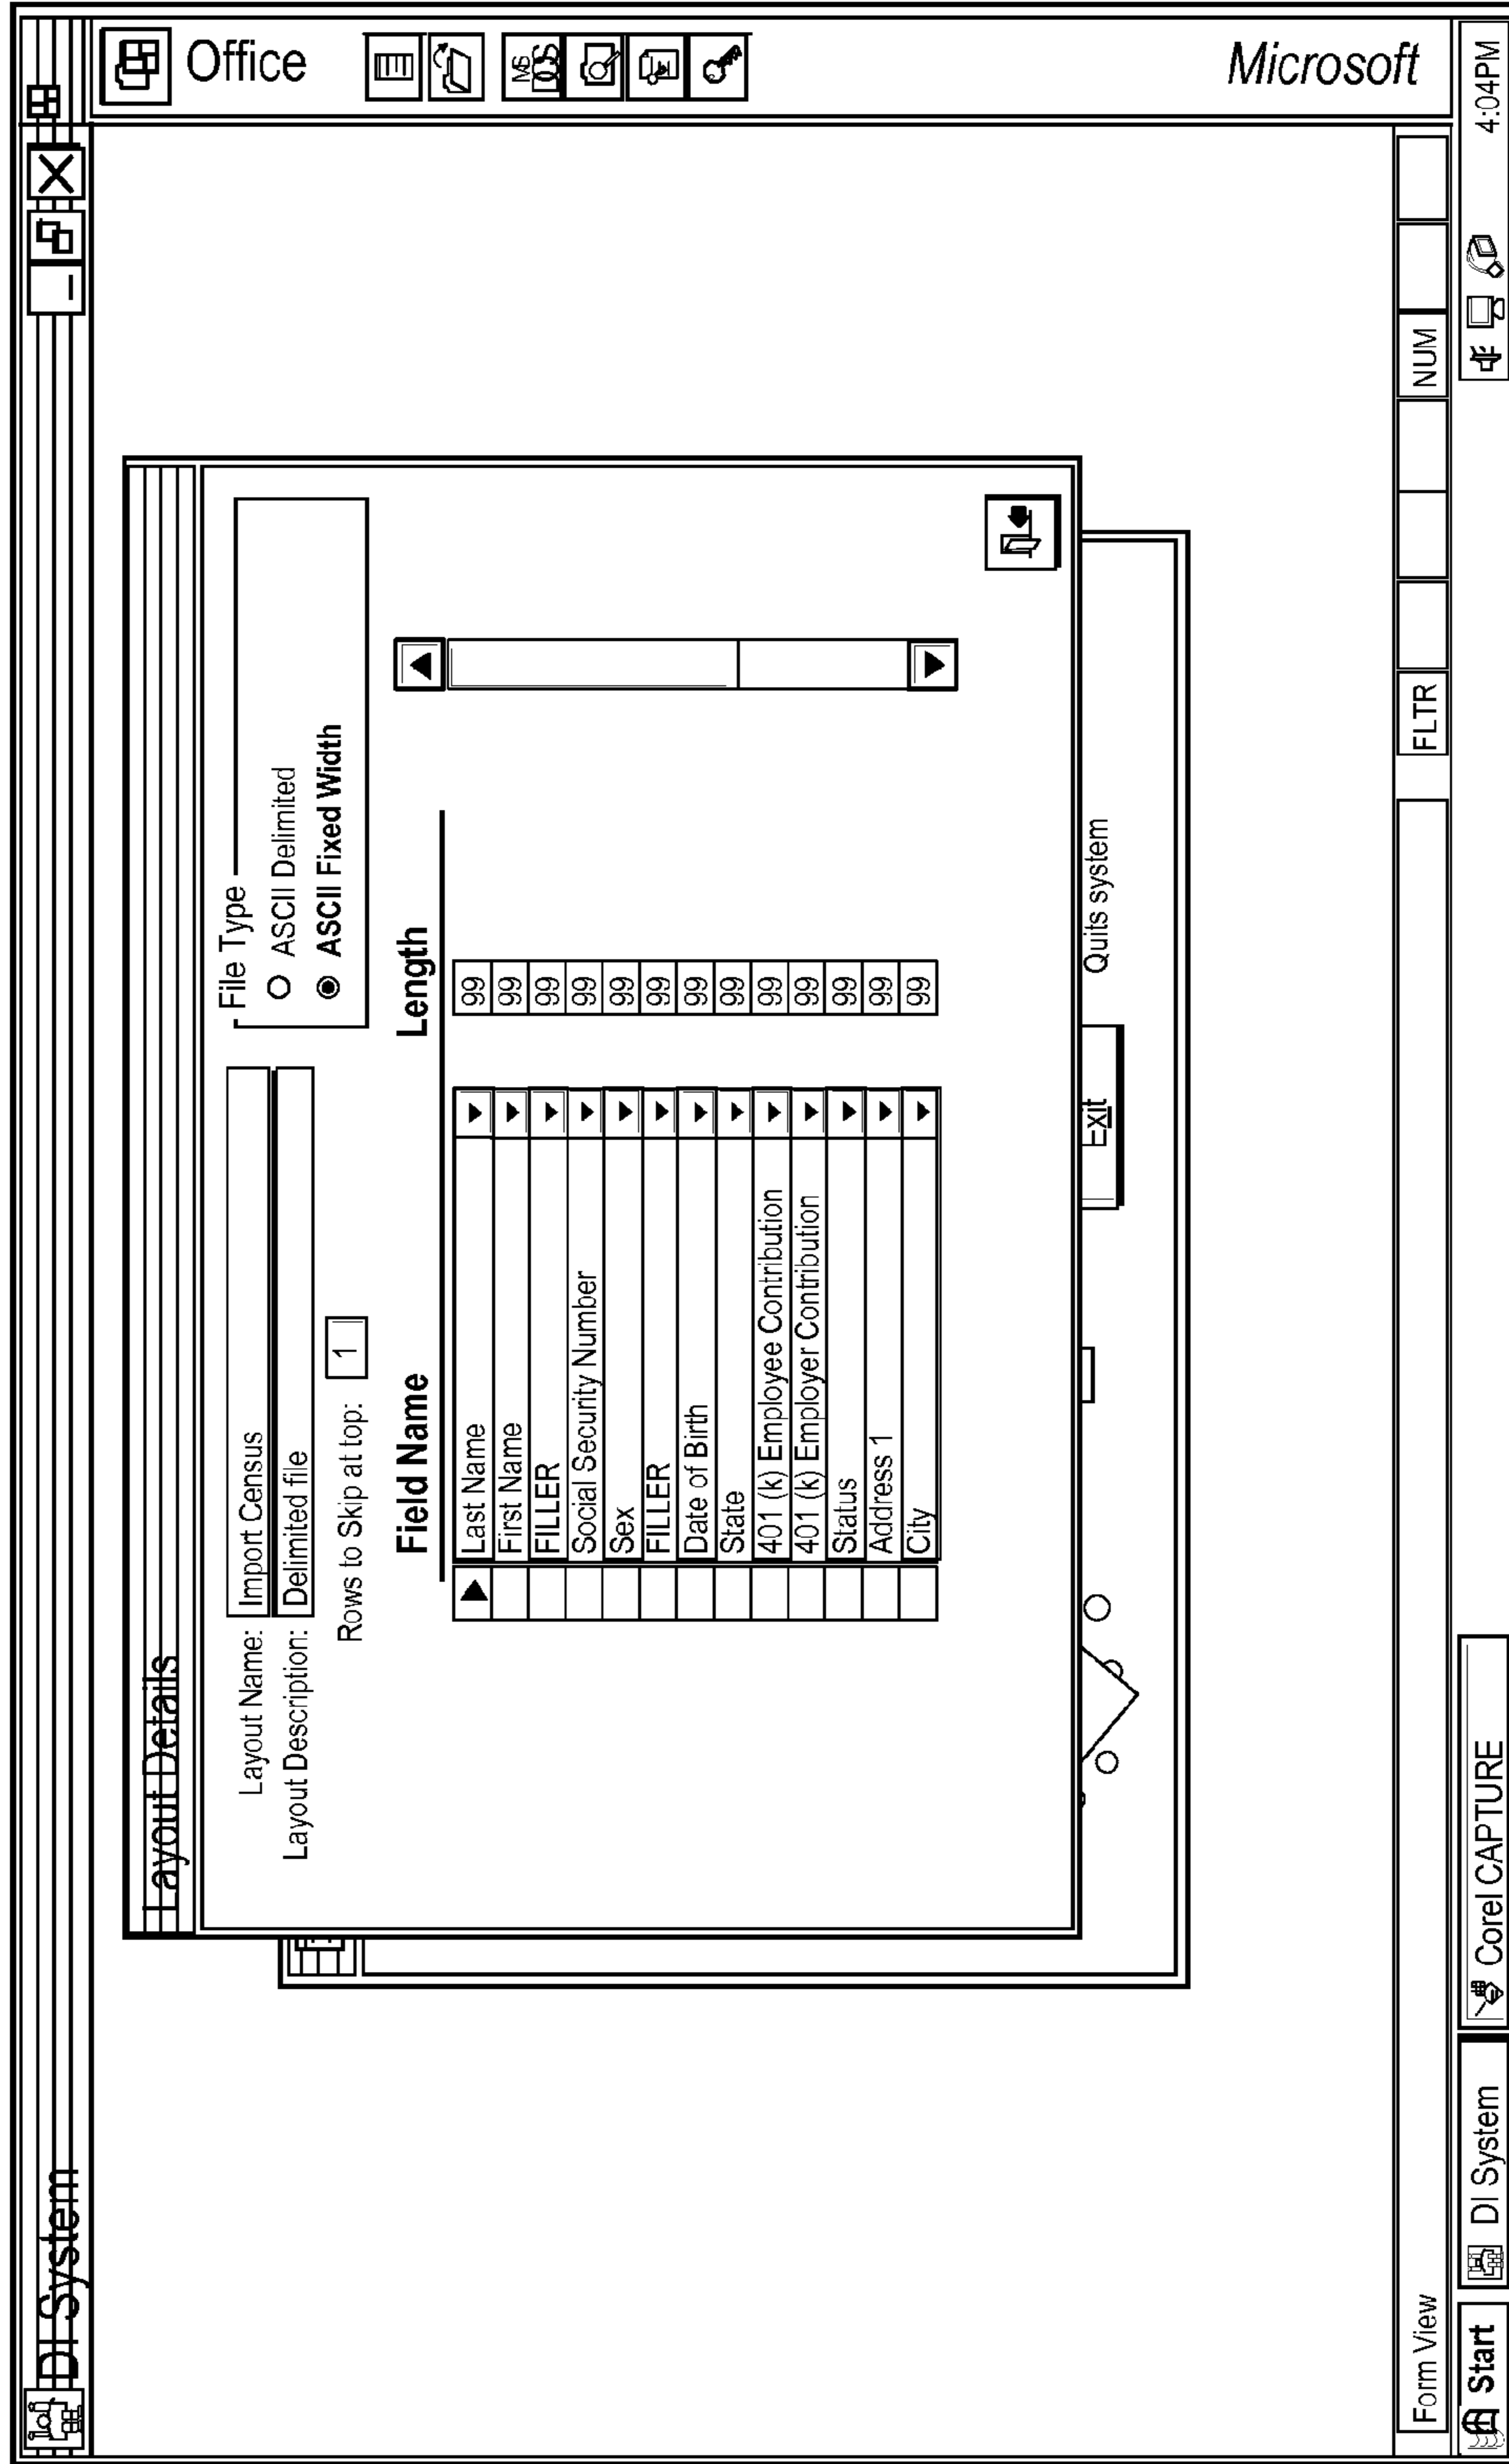 DI System
Office
MS DOS
Microsoft
Layout Details
Layout Name: Import Census
Layout Description: Delimited file
Rows to Skip at top: 1
File Type
ASCII Delimited
ASCII Fixed Width
Field Name Length
Last Name 99
First Name 99
FILLER 99
Social Security Number 99
Sex 99
FILLER 99
Date of Birth 99
State 99
401 (k) Employee Contribution 99
401 (k) Employer Contribution 99
Status 99
Address 1 99
City 99
Exit Quits system
Form View FLTR NUM
Start DI System Corel CAPTURE 4:04PM